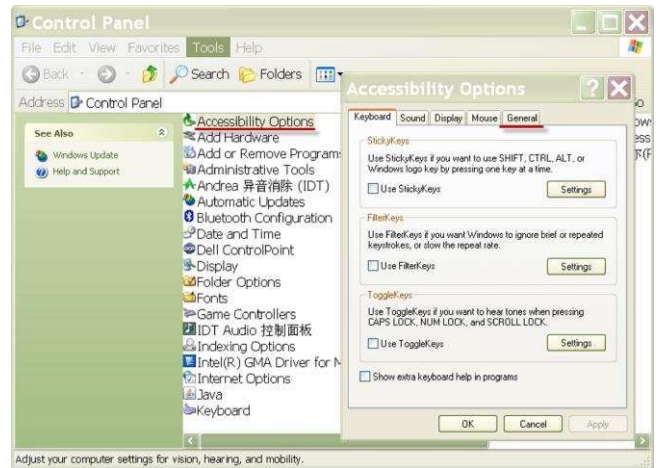 Control Panel
File Edit View Favorites Tools Help
Back Search Folders
Address Control Panel
See Also
Windows Update
Help and Support
Accessibility Options
Add Hardware
Add or Remove Program
Administrative Tools
Andrea 异音消除 (IDT)
Automatic Updates
Bluetooth Configuration
Date and Time
Dell ControlPoint
Display
Folder Options
Fonts
Game Controllers
IDT Audio 控制面板
Indexing Options
Intel(R) GMA Driver for M
Internet Options
Java
Keyboard
Accessibility Options
Keyboard Sound Display Mouse General
StickyKeys
Use StickyKeys if you want to use SHIFT, CTRL, ALT, or
Windows logo key by pressing one key at a time.
Use StickyKeys Settings
FilterKeys
Use FilterKeys if you want Windows to ignore brief or repeated
keystrokes, or slow the repeat rate.
Use FilterKeys Settings
ToggleKeys
Use ToggleKeys if you want to hear tones when pressing
CAPS LOCK, NUM LOCK, and SCROLL LOCK.
Use ToggleKeys Settings
Show extra keyboard help in programs
OK Cancel Apply
Adjust your computer settings for vision, hearing, and mobility.